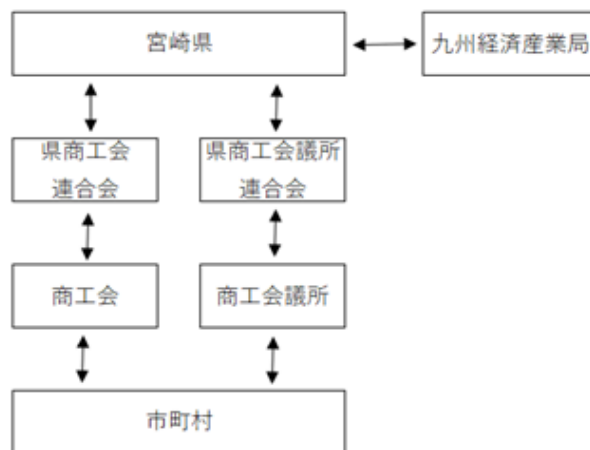 宮崎県
九州経済産業局
県商工会
連合会
県商工会議所
連合会
商工会
商工会議所
市町村